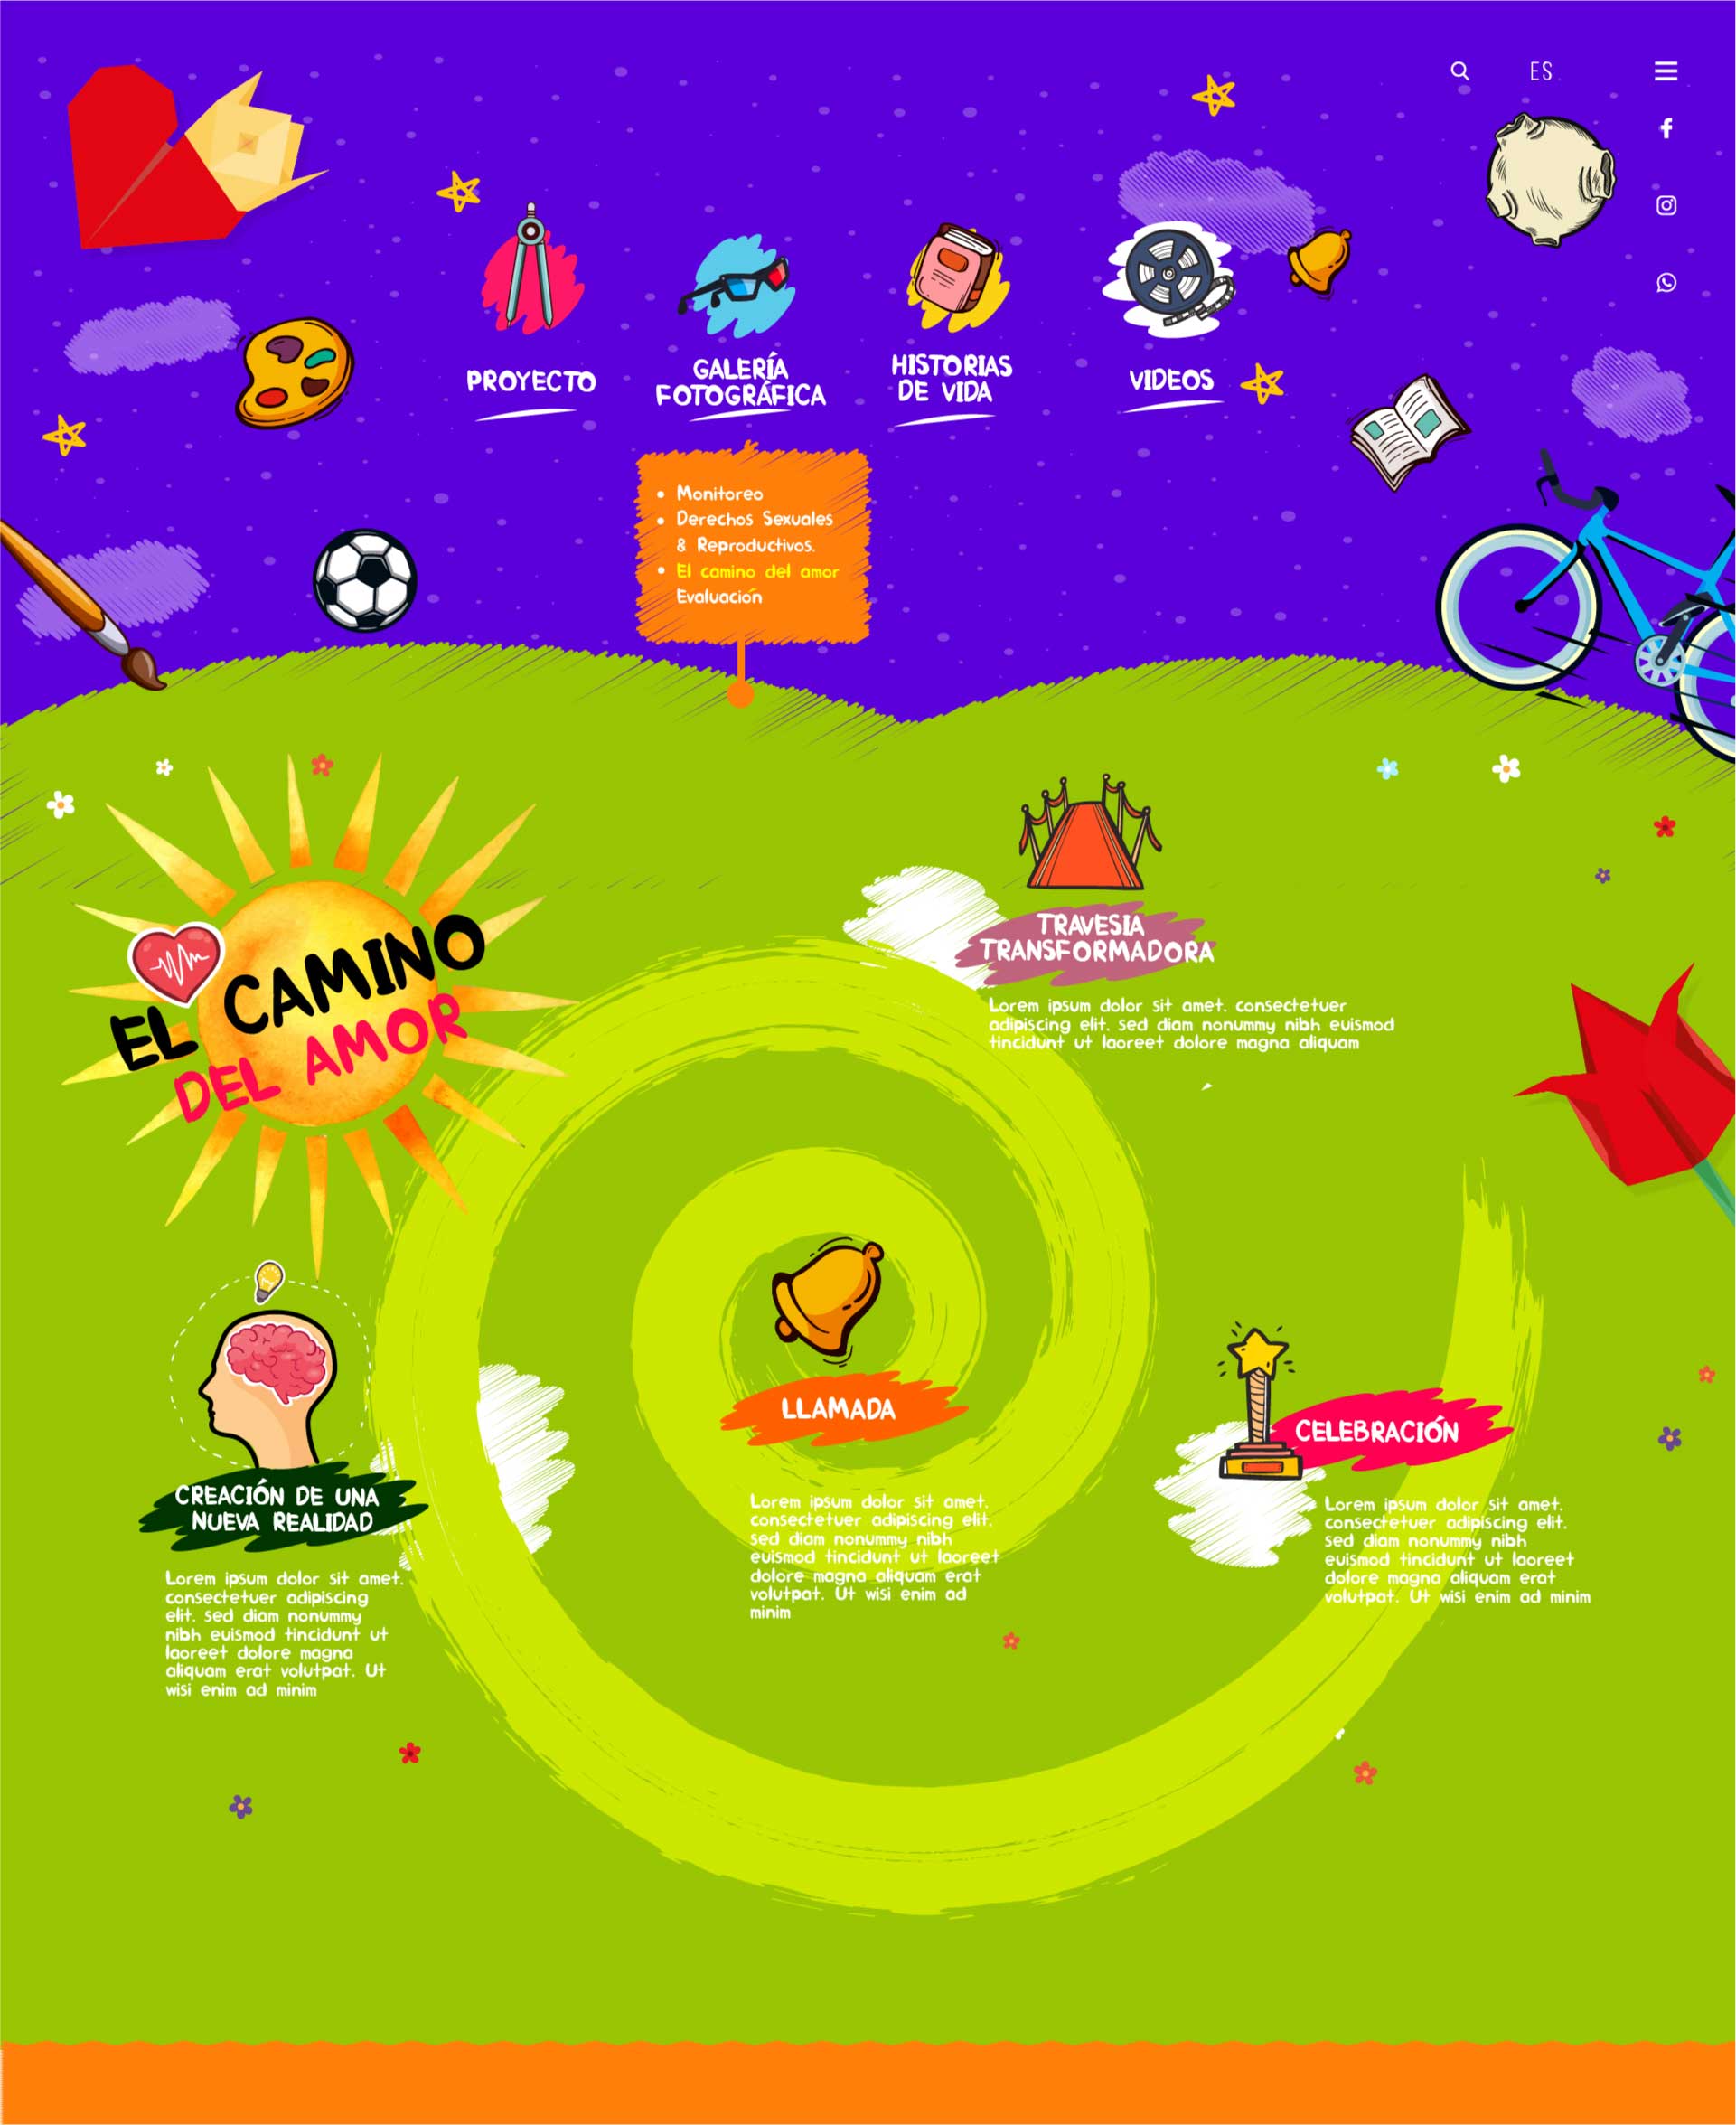 ES
PROYECTO
GALERÍA
FOTOGRÁFICA
HISTORIAS
DE VIDA
VIDEOS
• Monitoreo
• Derechos Sexuales
& Reproductivos.
• El camino del amor
Evaluación
EL CAMINO
DEL AMOR
TRAVESIA
TRANSFORMADORA
Lorem ipsum dolor sit amet. consectetuer
adipiscing elit. sed diam nonummy nibh euismod
tincidunt ut laoreet dolore magna aliquam
LLAMADA
Lorem ipsum dolor sit amet.
consectetuer adipiscing elit.
sed diam nonummy nibh
euismod tincidunt ut laoreet
dolore magna aliquam erat
volutpat. Ut wisi enim ad
minim
CELEBRACIÓN
Lorem ipsum dolor sit amet.
consectetuer adipiscing elit.
sed diam nonummy nibh
euismod tincidunt ut laoreet
dolore magna aliquam erat
volutpat. Ut wisi enim ad minim
CREACIÓN DE UNA
NUEVA REALIDAD
Lorem ipsum dolor sit amet.
consectetuer adipiscing
elit. sed diam nonummy
nibh euismod tincidunt ut
laoreet dolore magna
aliquam erat volutpat. Ut
wisi enim ad minim